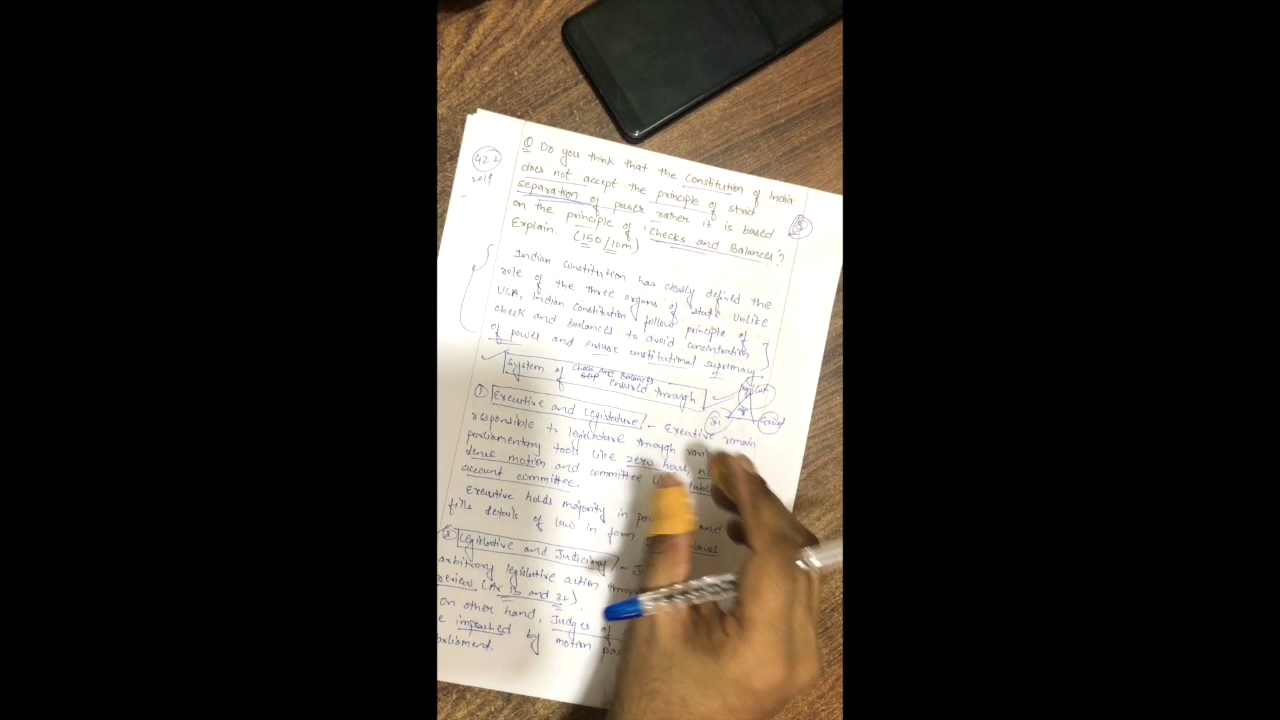 Q2.2
2019
Q Do you think that the Constitution of India
does not accept the principle of strict
separation of power rather it is based
on the principle of 'Checks and Balances'?
Explain. (150/10m)
5
Indian constitution has clearly defined the
role of the three organs of state. Unlike
USA, Indian constitution follow principle of
check and balances to avoid concentration
of power and ensure constitutional supremacy.
System of Check and Balances ensured through
① Executive and Legislature - Executive remain
responsible to legislature through
parliamentary tools like zero hour,
dence motion and committee
account committee.
Executive holds majority in and
fills details of law in form
② Legislative and Judiciary -
arbitrary legislative action
review (Ar 13 and 32).
On other hand, Judges of
impeached by motion